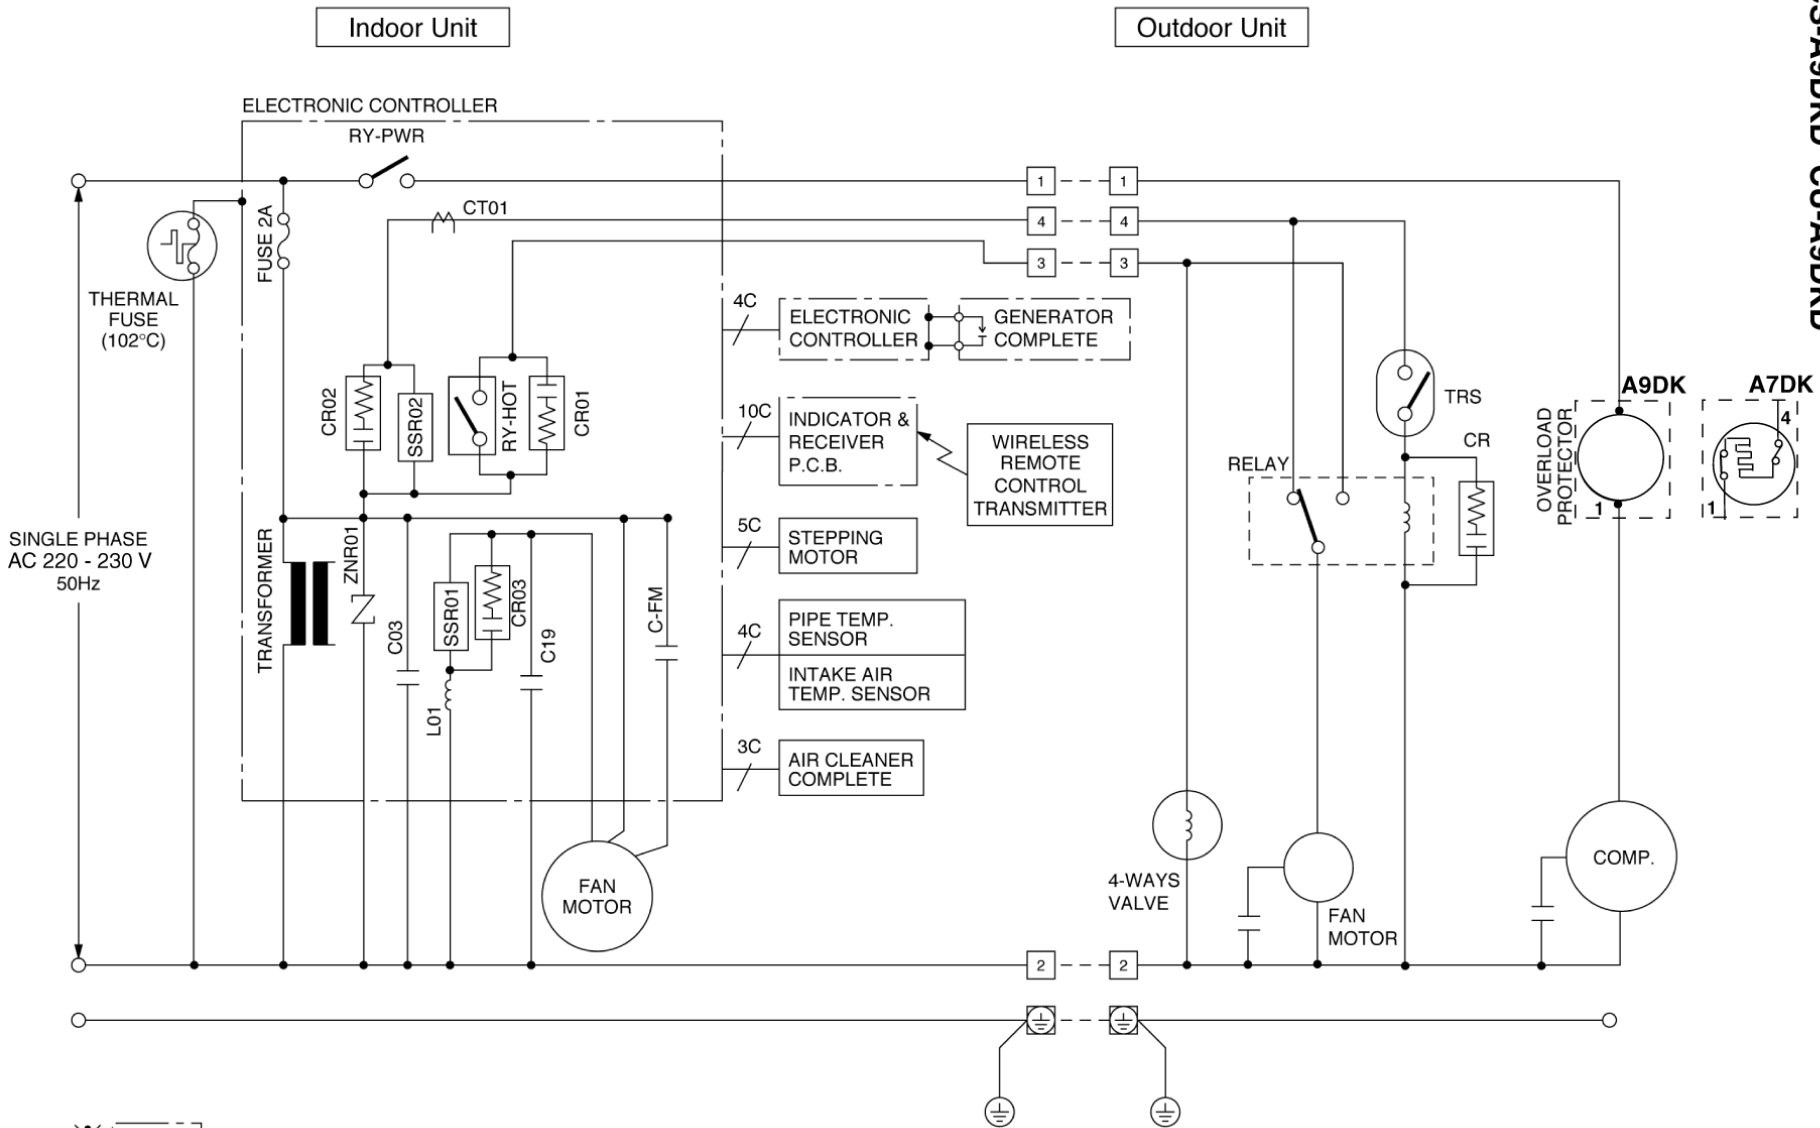 Indoor Unit
Outdoor Unit
ELECTRONIC CONTROLLER
RY-PWR
CT01
FUSE 2A
THERMAL
FUSE
(102°C)
1
1
4
4
3
3
4C
ELECTRONIC
CONTROLLER
GENERATOR
COMPLETE
CR02
SSR02
RY-HOT
CR01
10C
INDICATOR &
RECEIVER
P.C.B.
WIRELESS
REMOTE
CONTROL
TRANSMITTER
TRS
CR
RELAY
OVERLOAD
PROTECTOR
A9DK
1
A7DK
4
1
SINGLE PHASE
AC 220 - 230 V
50Hz
TRANSFORMER
ZNR01
C03
SSR01
CR03
L01
C19
C-FM
5C
STEPPING
MOTOR
4C
PIPE TEMP.
SENSOR
INTAKE AIR
TEMP. SENSOR
3C
AIR CLEANER
COMPLETE
FAN
MOTOR
4-WAYS
VALVE
FAN
MOTOR
COMP.
2
2